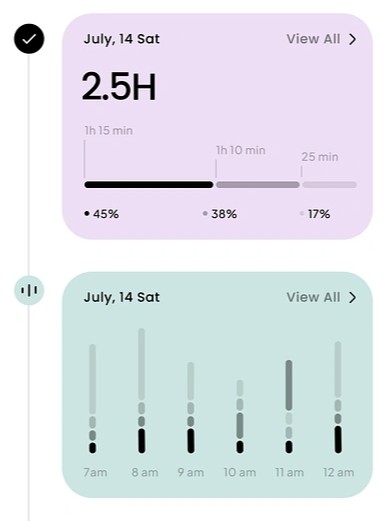 July, 14 Sat View All
2.5H
1h 15 min
1h 10 min
25 min
45% 38% 17%
July, 14 Sat View All
7am 8 am 9 am 10 am 11 am 12 am